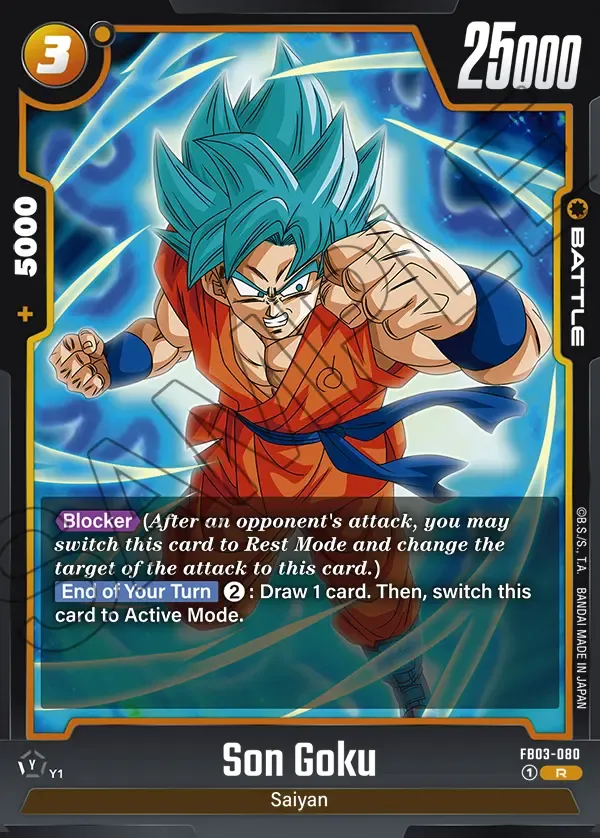 3
25000
+ 5000
BATTLE
SAMPLE
Blocker (After an opponent's attack, you may
switch this card to Rest Mode and change the
target of the attack to this card.)
End of Your Turn 2 : Draw 1 card. Then, switch this
card to Active Mode.
©B.S./S., T.A. BANDAI MADE IN JAPAN
Y Y1
Son Goku
FB03-080
1 R
Saiyan